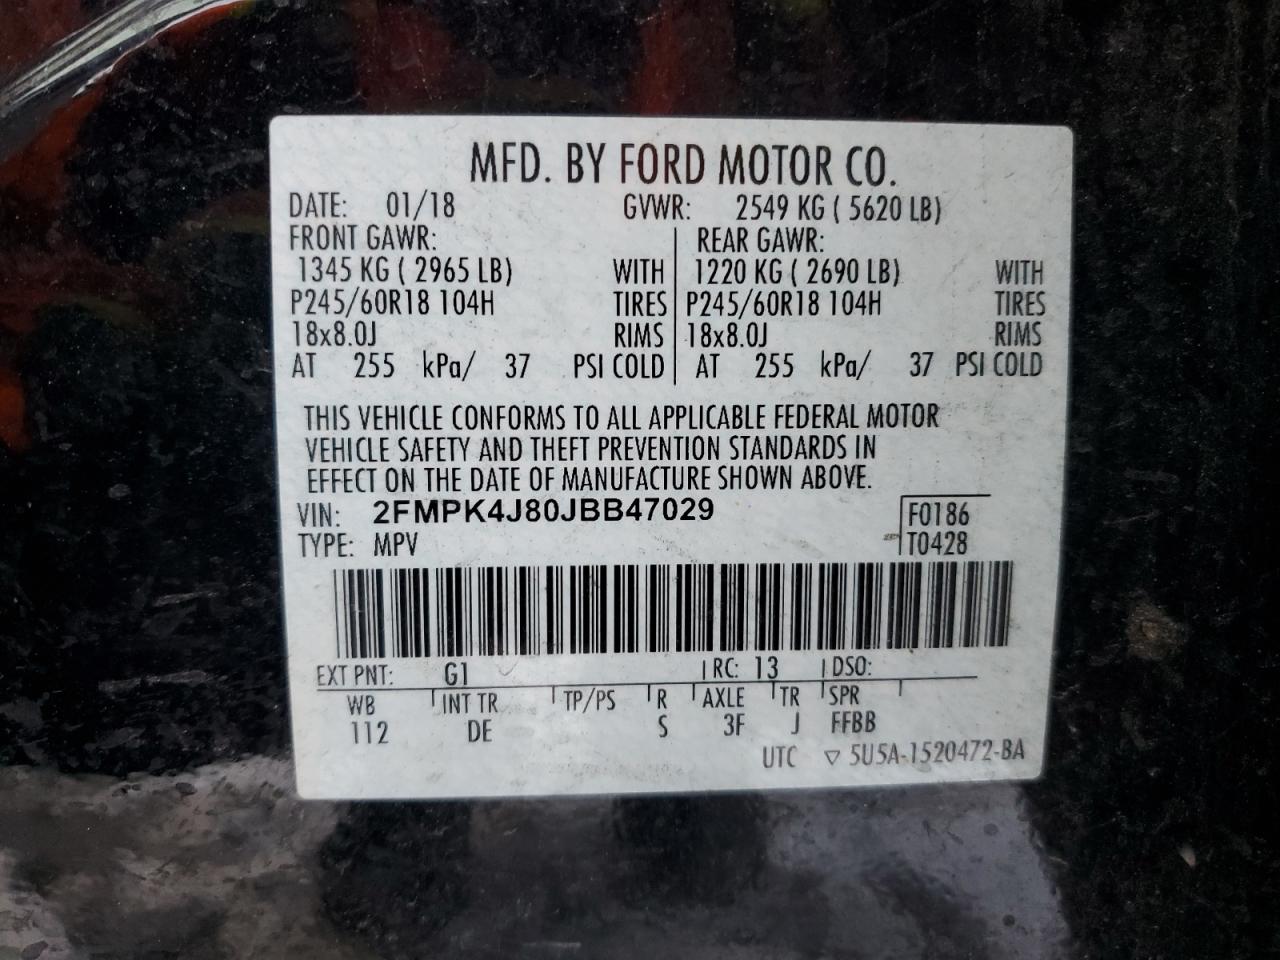 MFD. BY FORD MOTOR CO.
DATE: 01/18 GVWR: 2549 KG ( 5620 LB)
FRONT GAWR: REAR GAWR:
1345 KG ( 2965 LB) WITH 1220 KG ( 2690 LB) WITH
P245/60R18 104H TIRES P245/60R18 104H TIRES
18x8.0J RIMS 18x8.0J RIMS
AT 255 kPa/ 37 PSI COLD AT 255 kPa/ 37 PSI COLD
THIS VEHICLE CONFORMS TO ALL APPLICABLE FEDERAL MOTOR
VEHICLE SAFETY AND THEFT PREVENTION STANDARDS IN
EFFECT ON THE DATE OF MANUFACTURE SHOWN ABOVE.
VIN: 2FMPK4J80JBB47029 F0186
TYPE: MPV T0428
EXT PNT: G1 RC: 13 DSO:
WB INT TR TP/PS R AXLE TR SPR
112 DE S 3F J FFBB
UTC ▽ 5U5A-1520472-BA